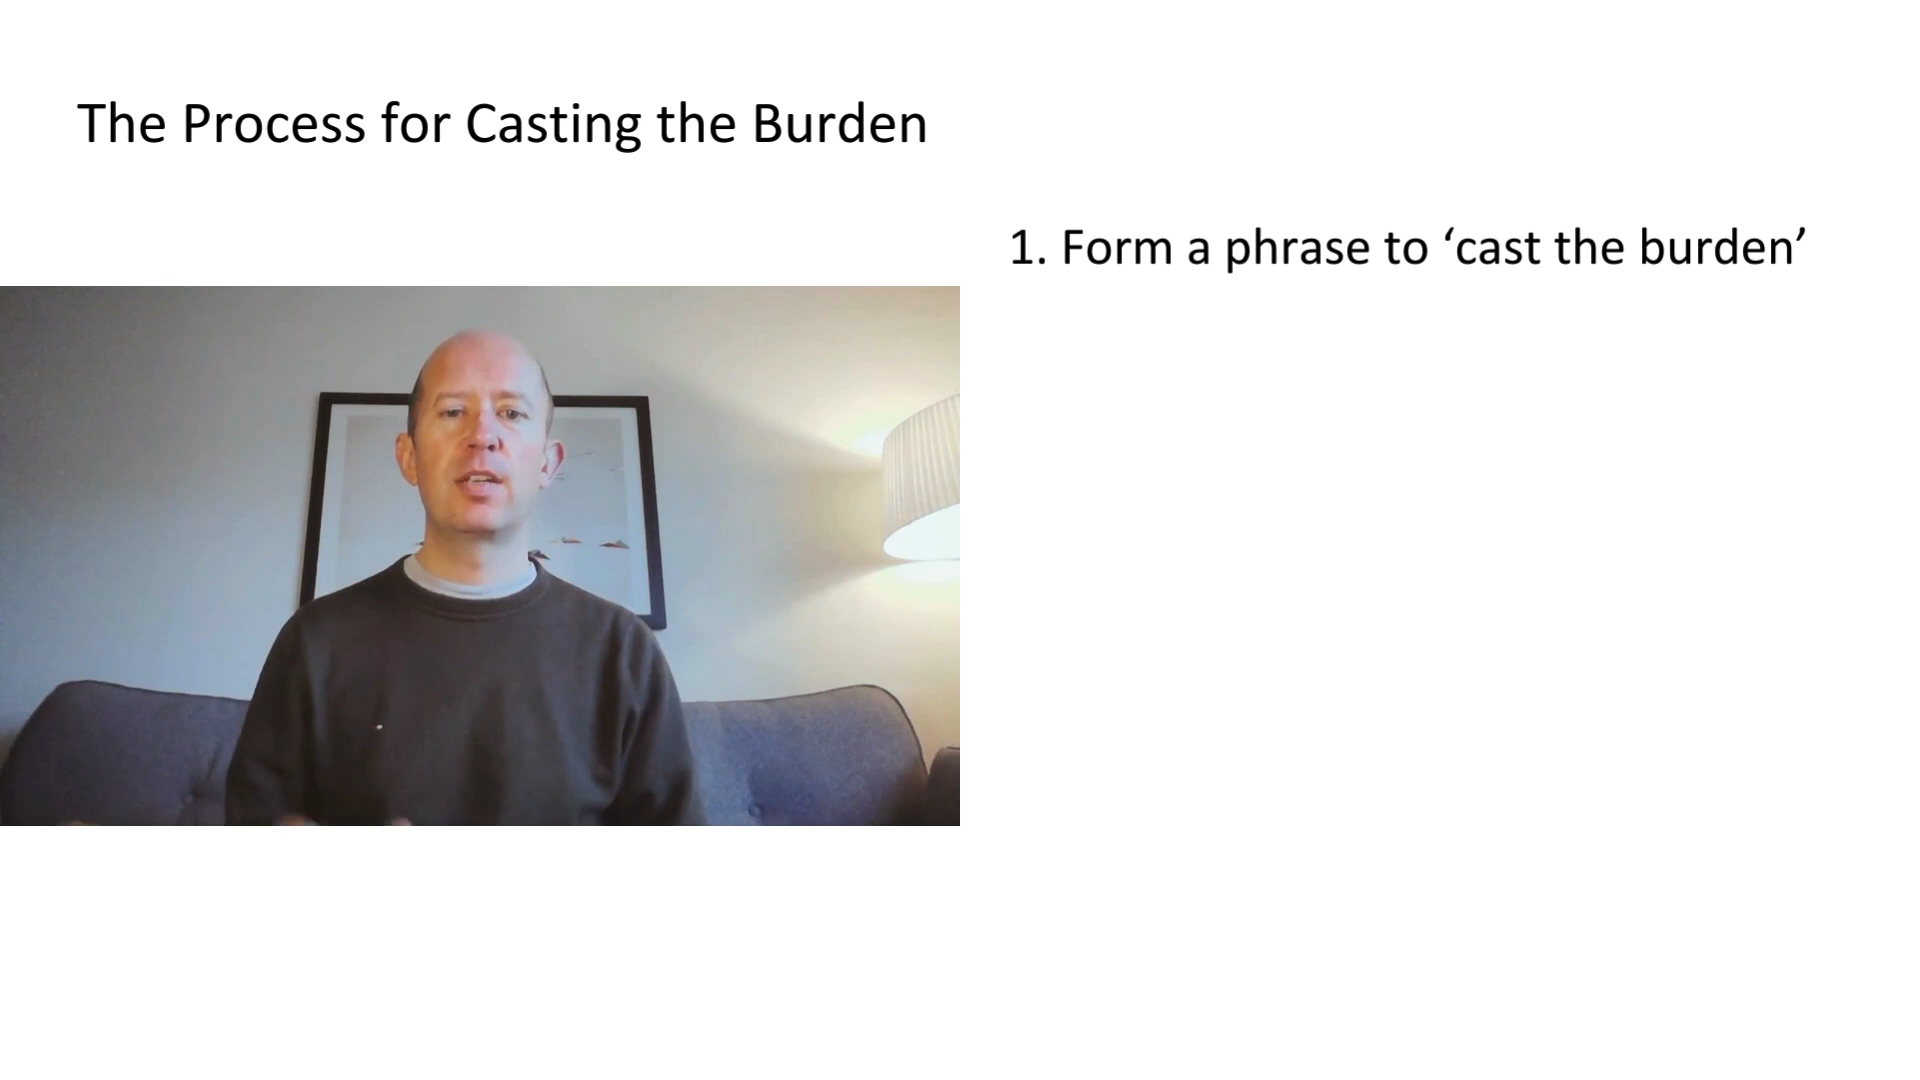 The Process for Casting the Burden
1. Form a phrase to ‘cast the burden’